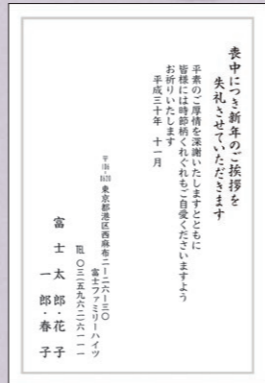 喪中につき新年のご挨拶を
失礼させていただきます
平素のご厚情を深謝いたしますとともに
皆様には時節柄くれぐれもご自愛くださいますよう
お祈りいたします
平成三十年 十一月
東京都港区西麻布二ー二六ー三〇
富士ファミリーハイツ
〇三(五九六二)六一一一
富士太郎・花子
一郎・春子